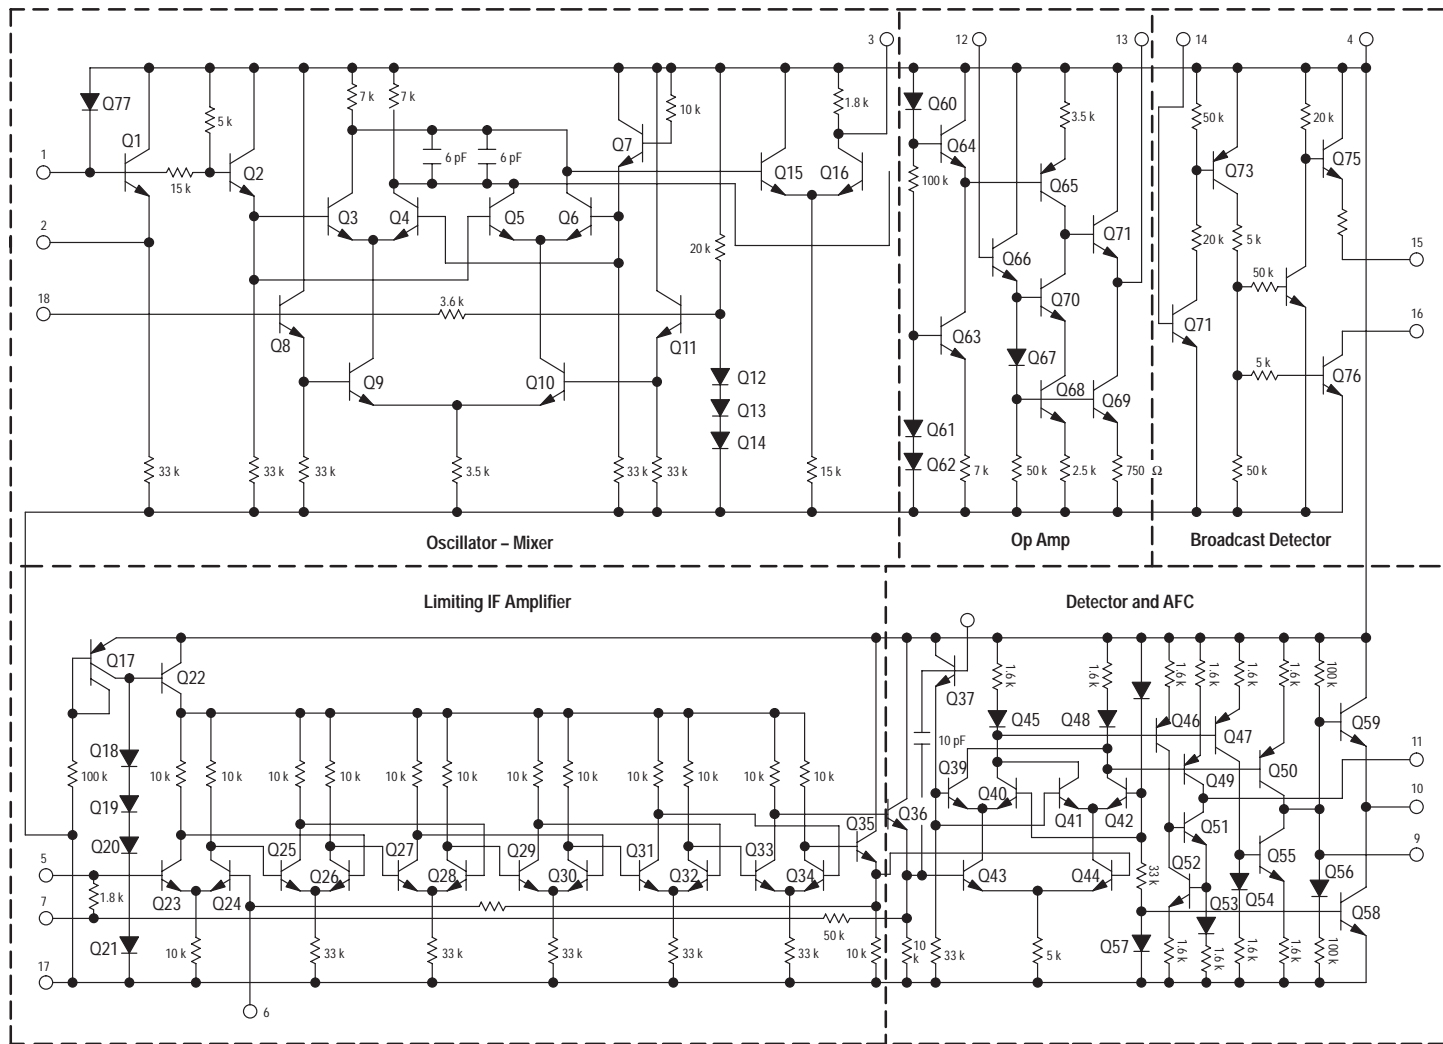 3
12
13
14
4
Q77
7 k
7 k
10 k
1.8 k
Q60
3.5 k
50 k
20 k
5 k
Q1
Q7
6 pF
6 pF
Q64
Q73
Q75
1
Q2
15 k
Q15
Q16
100 k
Q65
Q3
Q4
Q5
Q6
2
20 k
Q66
Q71
20 k
5 k
15
18
3.6 k
Q70
50 k
16
Q8
Q11
Q63
Q71
Q9
Q10
Q12
Q67
5 k
Q76
Q13
Q68
Q69
Q14
Q61
Q62
33 k
33 k
33 k
3.5 k
33 k
33 k
15 k
7 k
50 k
2.5 k
750 Ω
50 k
Oscillator – Mixer
Op Amp
Broadcast Detector
Limiting IF Amplifier
Detector and AFC
Q17
Q22
Q37
1.6 k
1.6 k
1.6 k
1.6 k
1.6 k
1.6 k
100 k
Q45
Q48
Q46
Q47
Q59
Q18
10 pF
11
100 k
10 k
10 k
10 k
10 k
10 k
10 k
10 k
10 k
10 k
10 k
10 k
10 k
Q39
Q40
Q49
Q50
Q19
10
Q36
Q41
Q42
Q51
Q20
Q35
9
5
Q25
Q27
Q29
Q31
Q33
Q52
Q55
Q56
Q26
Q28
Q30
Q32
Q34
Q43
Q44
33 k
1.8 k
Q23
Q24
Q53
Q54
7
50 k
Q58
Q21
Q57
10 k
33 k
33 k
33 k
33 k
33 k
10 k
10 k
33 k
5 k
1.6 k
1.6 k
1.6 k
1.6 k
100 k
17
6